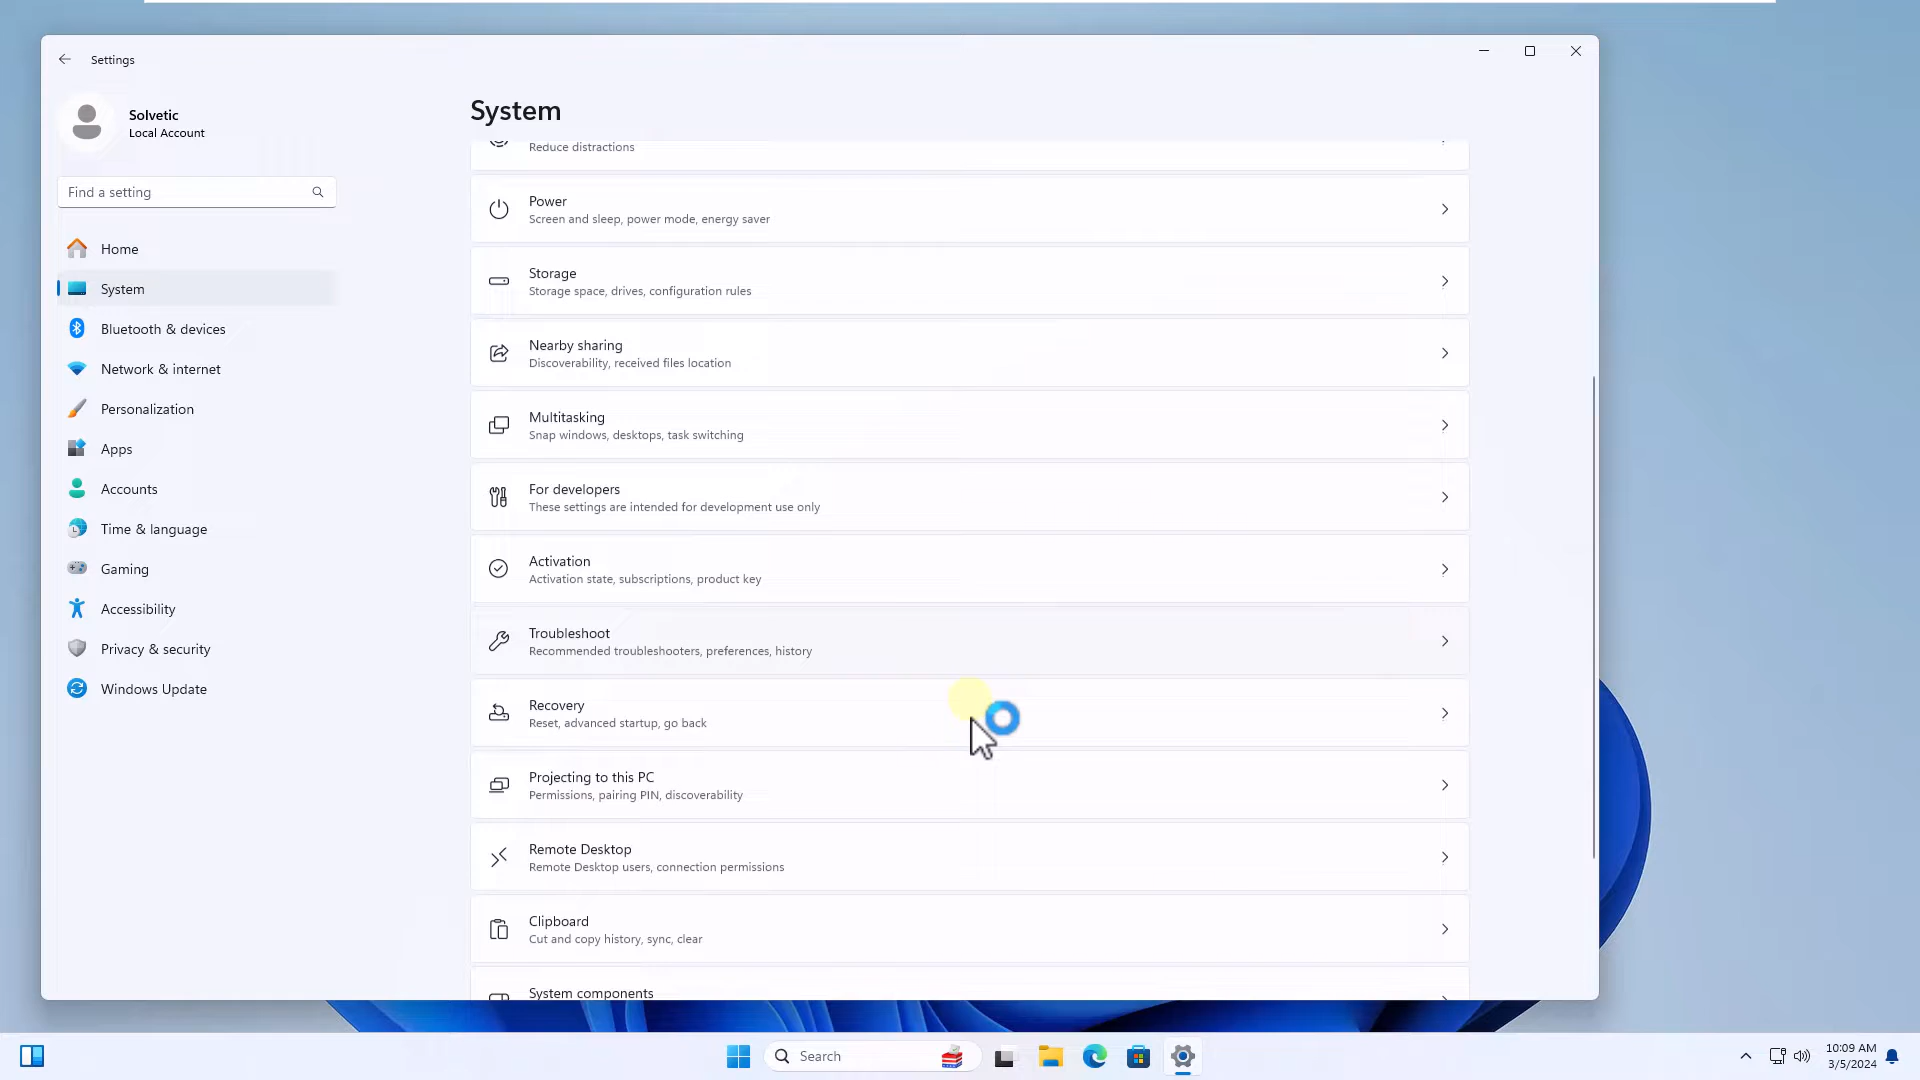 Settings
Solvetic
Local Account
Find a setting
Home
System
Bluetooth & devices
Network & internet
Personalization
Apps
Accounts
Time & language
Gaming
Accessibility
Privacy & security
Windows Update
System
Reduce distractions
Power
Screen and sleep, power mode, energy saver
Storage
Storage space, drives, configuration rules
Nearby sharing
Discoverability, received files location
Multitasking
Snap windows, desktops, task switching
For developers
These settings are intended for development use only
Activation
Activation state, subscriptions, product key
Troubleshoot
Recommended troubleshooters, preferences, history
Recovery
Reset, advanced startup, go back
Projecting to this PC
Permissions, pairing PIN, discoverability
Remote Desktop
Remote Desktop users, connection permissions
Clipboard
Cut and copy history, sync, clear
System components
Search
10:09 AM
3/5/2024